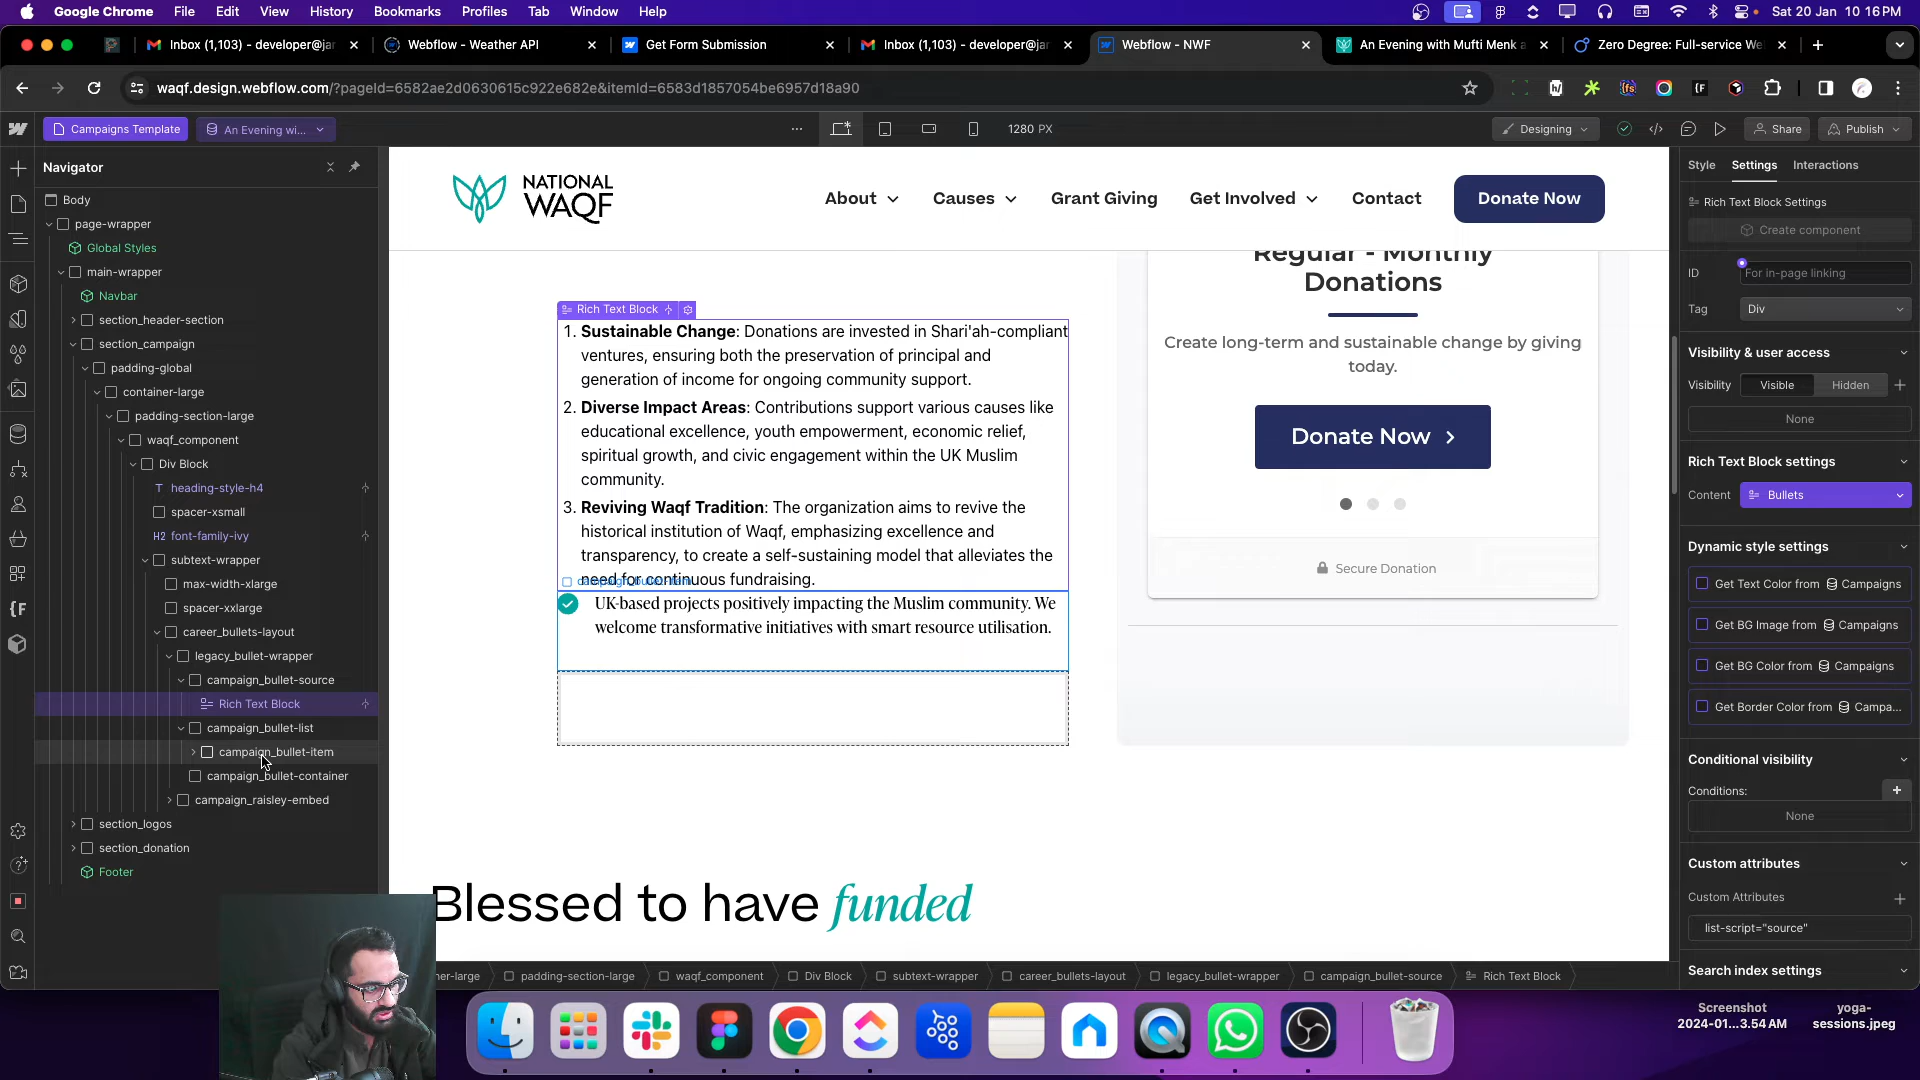 Google Chrome File Edit View History Bookmarks Profiles Tab Window Help
Sat 20 Jan 10 16 PM
Inbox (1,103) - developer@jar
Webflow - Weather API
Get Form Submission
Inbox (1,103) - developer@jar
Webflow - NWF
An Evening with Mufti Menk a
Zero Degree: Full-service We
waqf.design.webflow.com/?pageId=6582ae2d0630615c922e682e&itemId=6583d1857054be6957d18a90
Campaigns Template
An Evening wi...
1280 PX
Designing
Share
Publish
Navigator
Body
page-wrapper
Global Styles
main-wrapper
Navbar
section_header-section
section_campaign
padding-global
container-large
padding-section-large
waqf_component
Div Block
heading-style-h4
spacer-xsmall
H2 font-family-ivy
subtext-wrapper
max-width-xlarge
spacer-xxlarge
career_bullets-layout
legacy_bullet-wrapper
campaign_bullet-source
Rich Text Block
campaign_bullet-list
campaign_bullet-item
campaign_bullet-container
campaign_raisley-embed
section_logos
section_donation
Footer
NATIONAL
WAQF
About
Causes
Grant Giving
Get Involved
Contact
Donate Now
Rich Text Block
1. Sustainable Change: Donations are invested in Shari'ah-compliant
ventures, ensuring both the preservation of principal and
generation of income for ongoing community support.
2. Diverse Impact Areas: Contributions support various causes like
educational excellence, youth empowerment, economic relief,
spiritual growth, and civic engagement within the UK Muslim
community.
3. Reviving Waqf Tradition: The organization aims to revive the
historical institution of Waqf, emphasizing excellence and
transparency, to create a self-sustaining model that alleviates the
need for continuous fundraising.
campaign_bullet-item
UK-based projects positively impacting the Muslim community. We
welcome transformative initiatives with smart resource utilisation.
Regular - Monthly
Donations
Create long-term and sustainable change by giving
today.
Donate Now
Secure Donation
Blessed to have funded
ner-large
padding-section-large
waqf_component
Div Block
subtext-wrapper
career_bullets-layout
legacy_bullet-wrapper
campaign_bullet-source
Rich Text Block
Style
Settings
Interactions
Rich Text Block Settings
Create component
ID
For in-page linking
Tag
Div
Visibility & user access
Visibility
Visible
Hidden
None
Rich Text Block settings
Content
Bullets
Dynamic style settings
Get Text Color from Campaigns
Get BG Image from Campaigns
Get BG Color from Campaigns
Get Border Color from Campa...
Conditional visibility
Conditions:
None
Custom attributes
Custom Attributes
list-script="source"
Search index settings
Screenshot
2024-01...3.54 AM
yoga-
sessions.jpeg